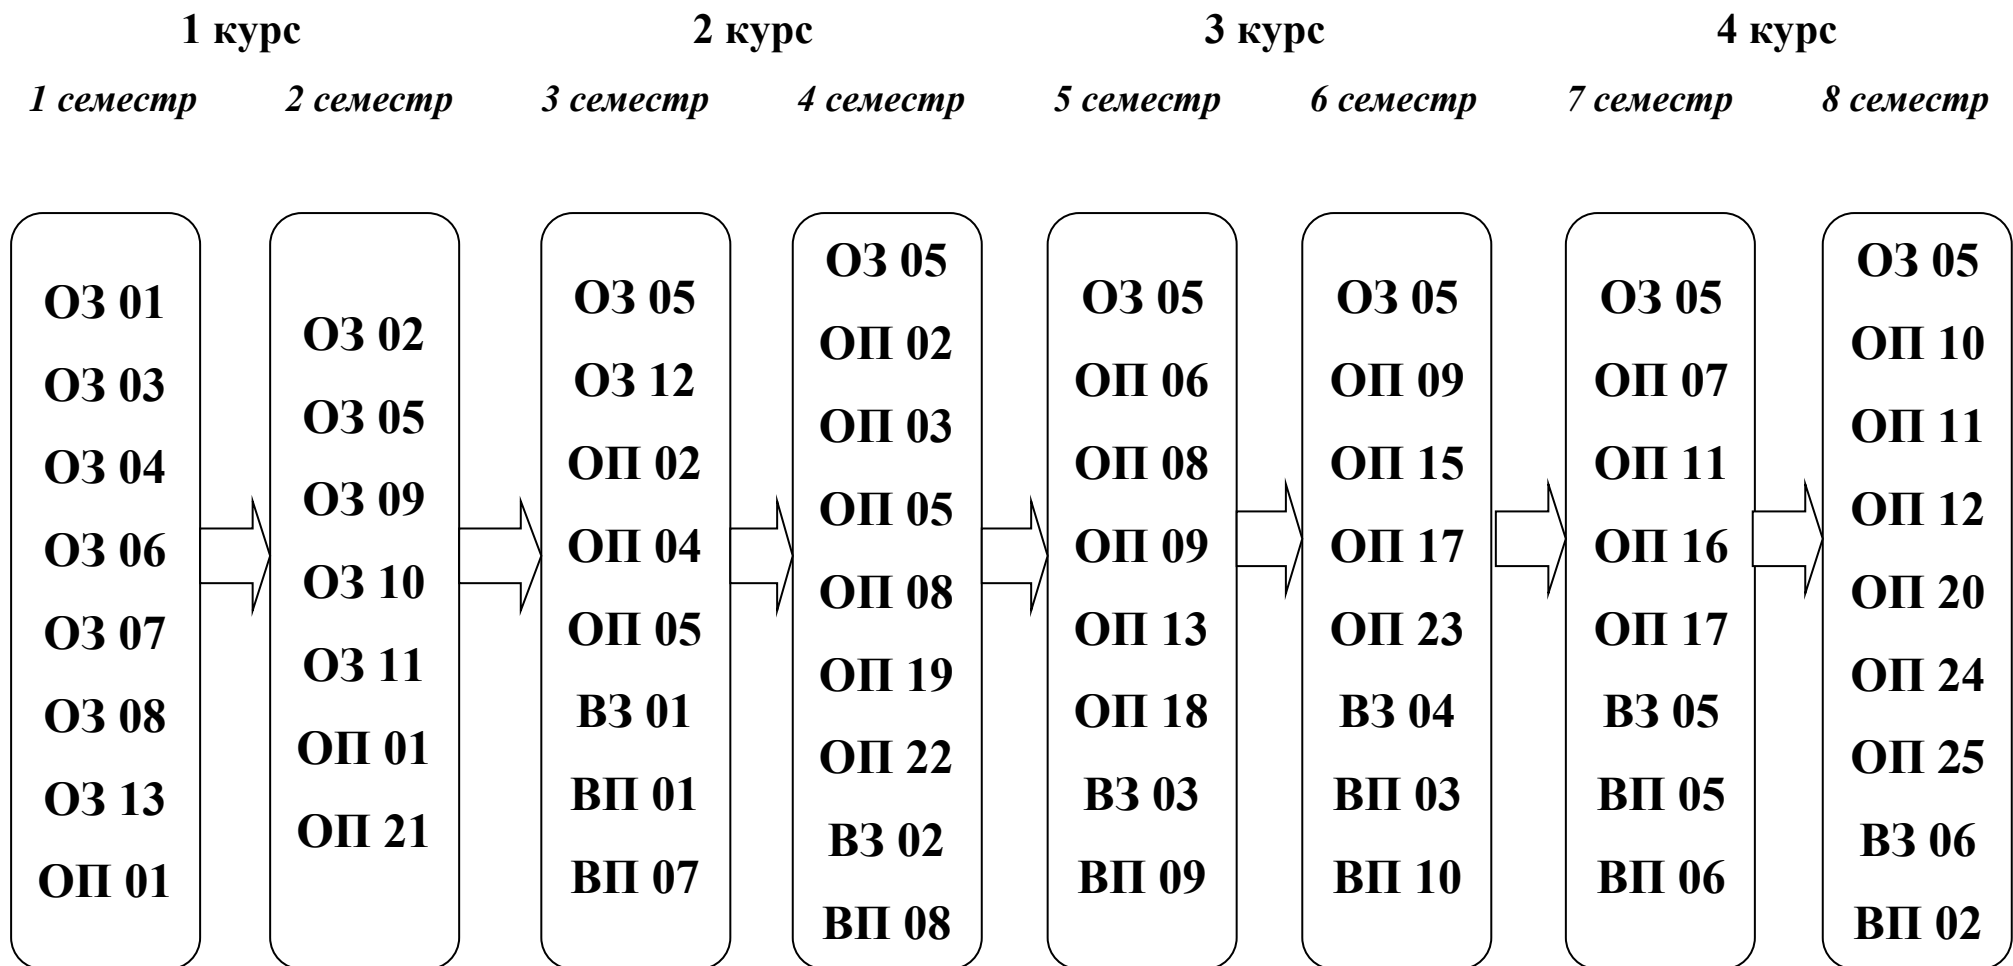 1 курс
2 курс
3 курс
4 курс
1 семестр
2 семестр
3 семестр
4 семестр
5 семестр
6 семестр
7 семестр
8 семестр
ОЗ 01
ОЗ 03
ОЗ 04
ОЗ 06
ОЗ 07
ОЗ 08
ОЗ 13
ОП 01
ОЗ 02
ОЗ 05
ОЗ 09
ОЗ 10
ОЗ 11
ОП 01
ОП 21
ОЗ 05
ОЗ 12
ОП 02
ОП 04
ОП 05
ВЗ 01
ВП 01
ВП 07
ОЗ 05
ОП 02
ОП 03
ОП 05
ОП 08
ОП 19
ОП 22
ВЗ 02
ВП 08
ОЗ 05
ОП 06
ОП 08
ОП 09
ОП 13
ОП 18
ВЗ 03
ВП 09
ОЗ 05
ОП 09
ОП 15
ОП 17
ОП 23
ВЗ 04
ВП 03
ВП 10
ОЗ 05
ОП 07
ОП 11
ОП 16
ОП 17
ВЗ 05
ВП 05
ВП 06
ОЗ 05
ОП 10
ОП 11
ОП 12
ОП 20
ОП 24
ОП 25
ВЗ 06
ВП 02